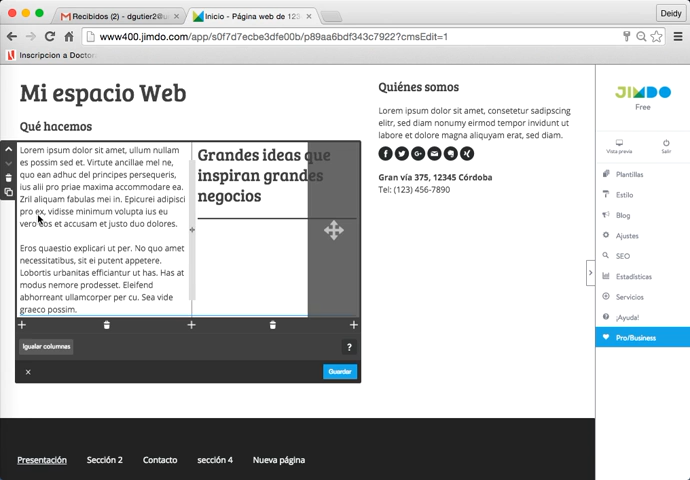 Recibidos (2) - dgutier2@u
Inicio - Página web de 123
Deidy
www400.jimdo.com/app/s0f7d7ecbe3dfe00b/p89aa6bdf343c7922?cmsEdit=1
Inscripcion a Doctor
Mi espacio Web
Qué hacemos
Lorem ipsum dolor sit amet, ullum nullam
es possim sed et. Virtute ancillae mel ne,
quo ean adhuc del principes persequeris,
ius alii pro priae maxima accommodare ea.
Zril aliquam fabulas mei in. Epicurei adipisci
pro ex, vidisse minimum volupta ius eu
vero eos et accusam et justo duo dolores.
Eros quaestio explicari ut per. No quo amet
necessitatibus, sit ei putent appetere.
Lobortis urbanitas efficiantur ut has. Has at
modus nemore prodesset. Eleifend
abhorreant ullamcorper per cu. Sea vide
graeco possim.
Grandes ideas que
inspiran grandes
negocios
Igualar columnas
?
Guardar
Quiénes somos
Lorem ipsum dolor sit amet, consetetur sadipscing
elitr, sed diam nonumy eirmod tempor invidunt ut
labore et dolore magna aliquyam erat, sed.
Gran vía 375, 12345 Córdoba
Tel: (123) 456-7890
JIMDO
Free
Vista previa
Salir
Plantillas
Estilo
Blog
Ajustes
SEO
Estadísticas
Servicios
¡Ayuda!
Pro/Business
Presentación
Sección 2
Contacto
sección 4
Nueva página